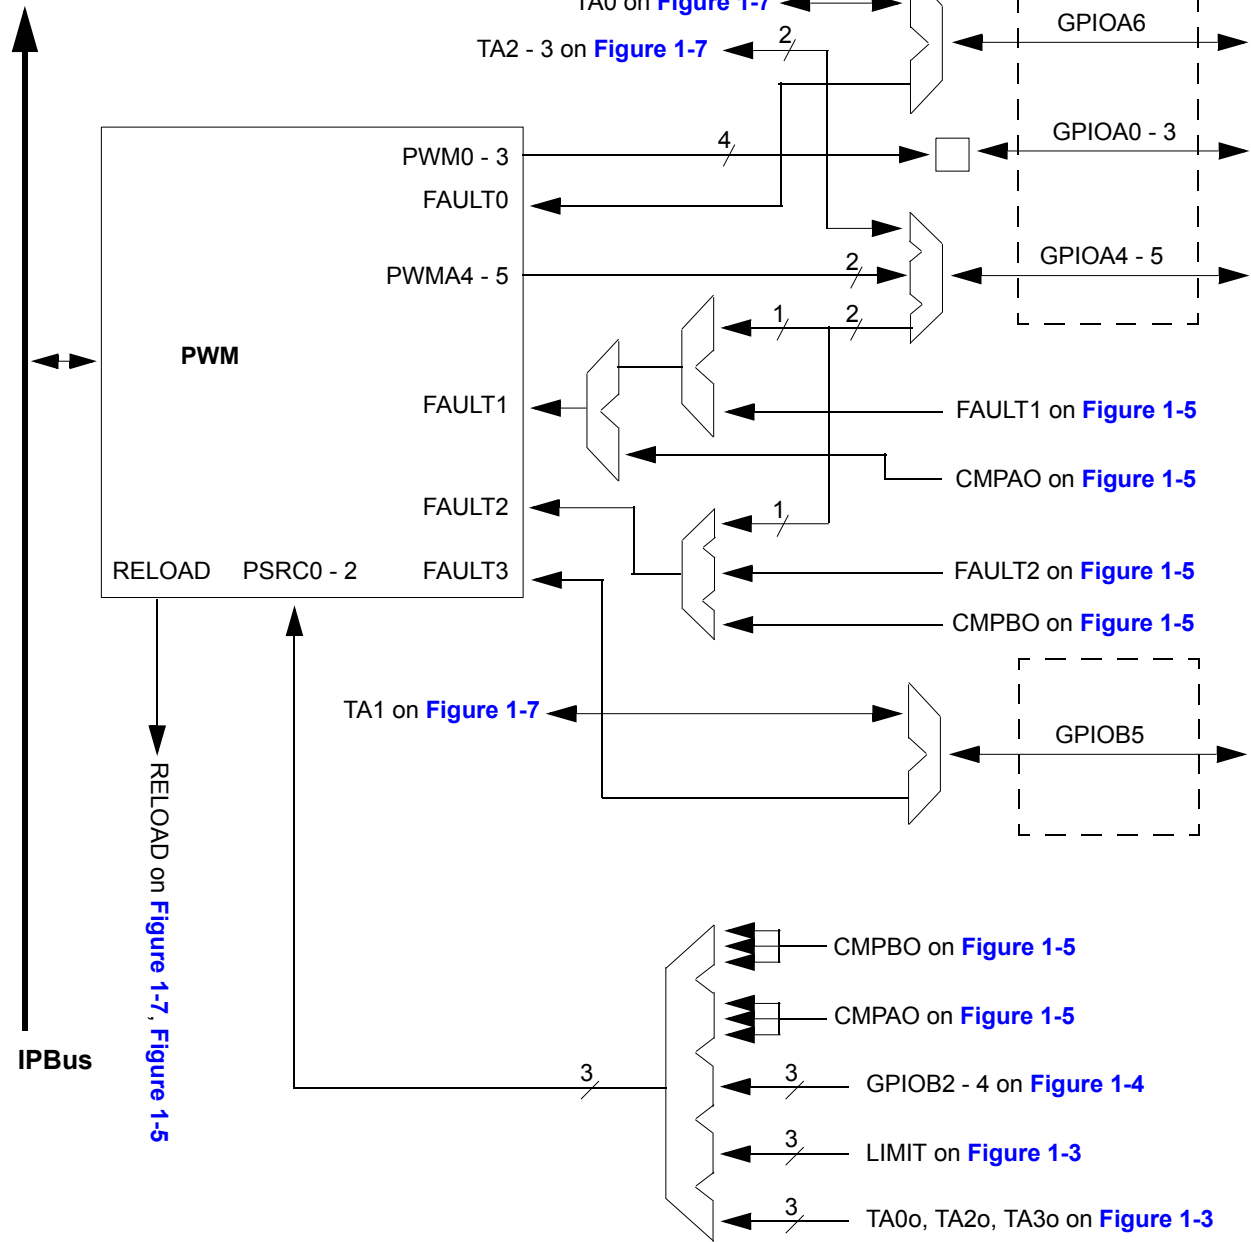 TA0 on Figure 1-7
GPIOA6
TA2 - 3 on Figure 1-7
2
GPIOA0 - 3
4
PWM0 - 3
FAULT0
GPIOA4 - 5
2
PWMA4 - 5
1
2
PWM
FAULT1
FAULT1 on Figure 1-5
CMPAO on Figure 1-5
FAULT2
1
RELOAD
PSRC0 - 2
FAULT3
FAULT2 on Figure 1-5
CMPBO on Figure 1-5
TA1 on Figure 1-7
GPIOB5
RELOAD on Figure 1-7, Figure 1-5
CMPBO on Figure 1-5
CMPAO on Figure 1-5
IPBus
3
3
GPIOB2 - 4 on Figure 1-4
3
LIMIT on Figure 1-3
3
TA0o, TA2o, TA3o on Figure 1-3